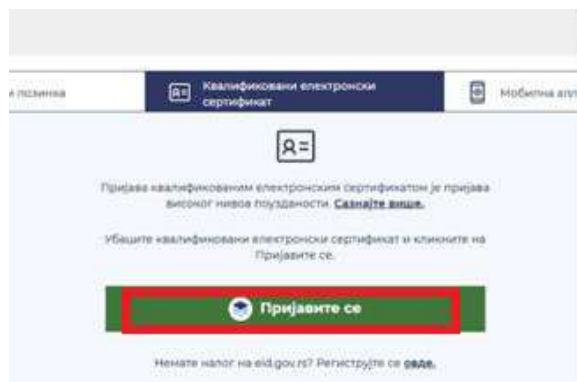 и лозинка
Квалификовани електронски
сертификат
Мобилна апл
Пријава квалификованим електронским сертификатом је пријава
високог нивоа поузданости. Сазнајте више.
Убаците квалификовани електронски сертификат и кликните на
Пријавите се.
Пријавите се
Немате налог на eid.gov.rs? Региструјте се овде.